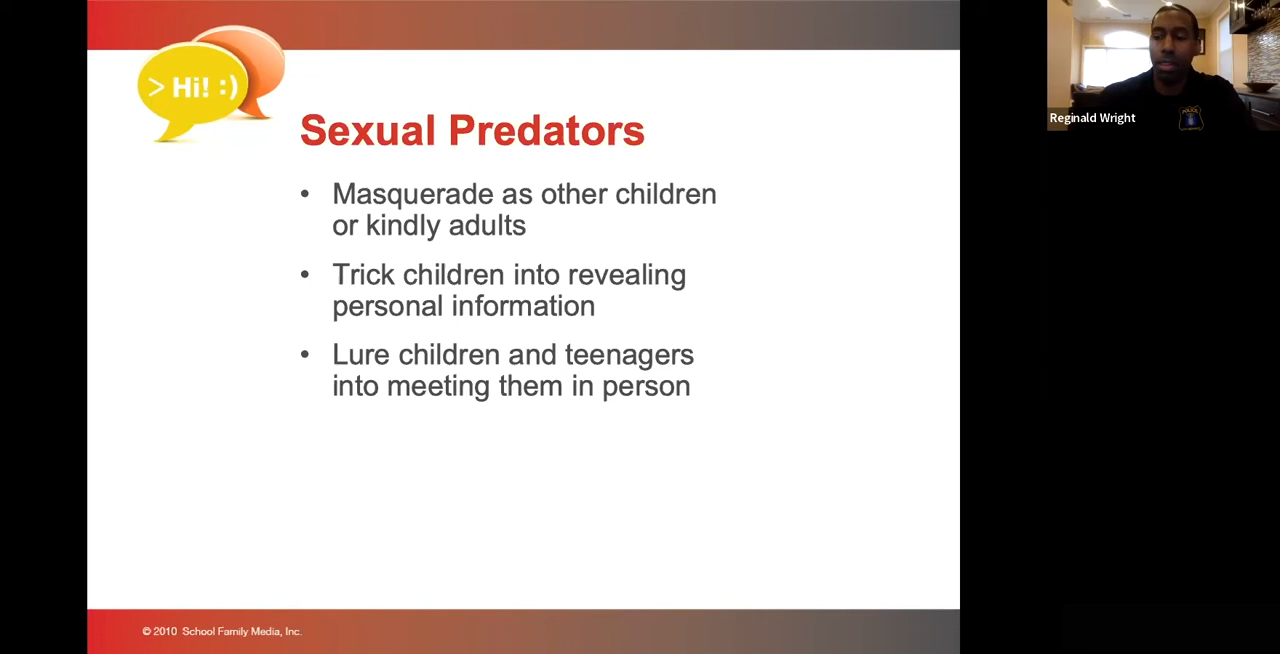 > Hi! :)
Sexual Predators
• Masquerade as other children
or kindly adults
• Trick children into revealing
personal information
• Lure children and teenagers
into meeting them in person
© 2010 School Family Media, Inc.
Reginald Wright
POLICE